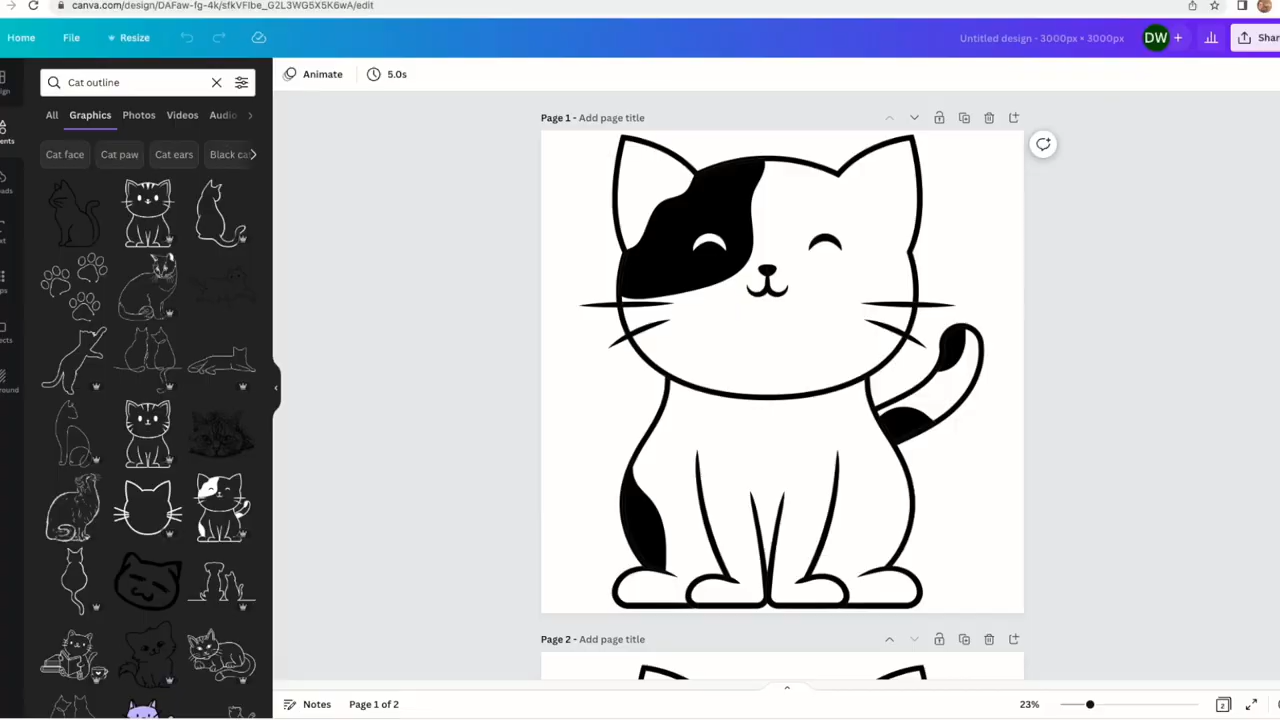 canva.com/design/DAFaw-fg-4k/sfkVFIbe_G2L3WG5X5K6wA/edit
Home File Resize Untitled design - 3000px × 3000px DW + Shar
Cat outline
Animate 5.0s
All Graphics Photos Videos Audio
Cat face Cat paw Cat ears Black ca
Page 1 - Add page title
Page 2 - Add page title
Notes Page 1 of 2 23% 2